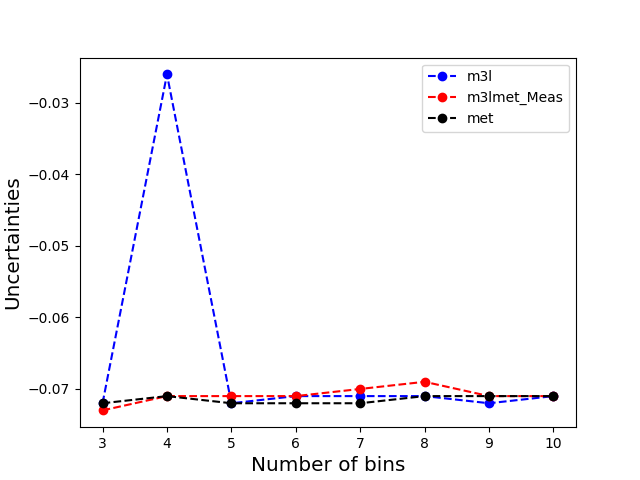 m3l
m3lmet_Meas
met
Uncertainties
−0.03
−0.04
−0.05
−0.06
−0.07
3 4 5 6 7 8 9 10
Number of bins